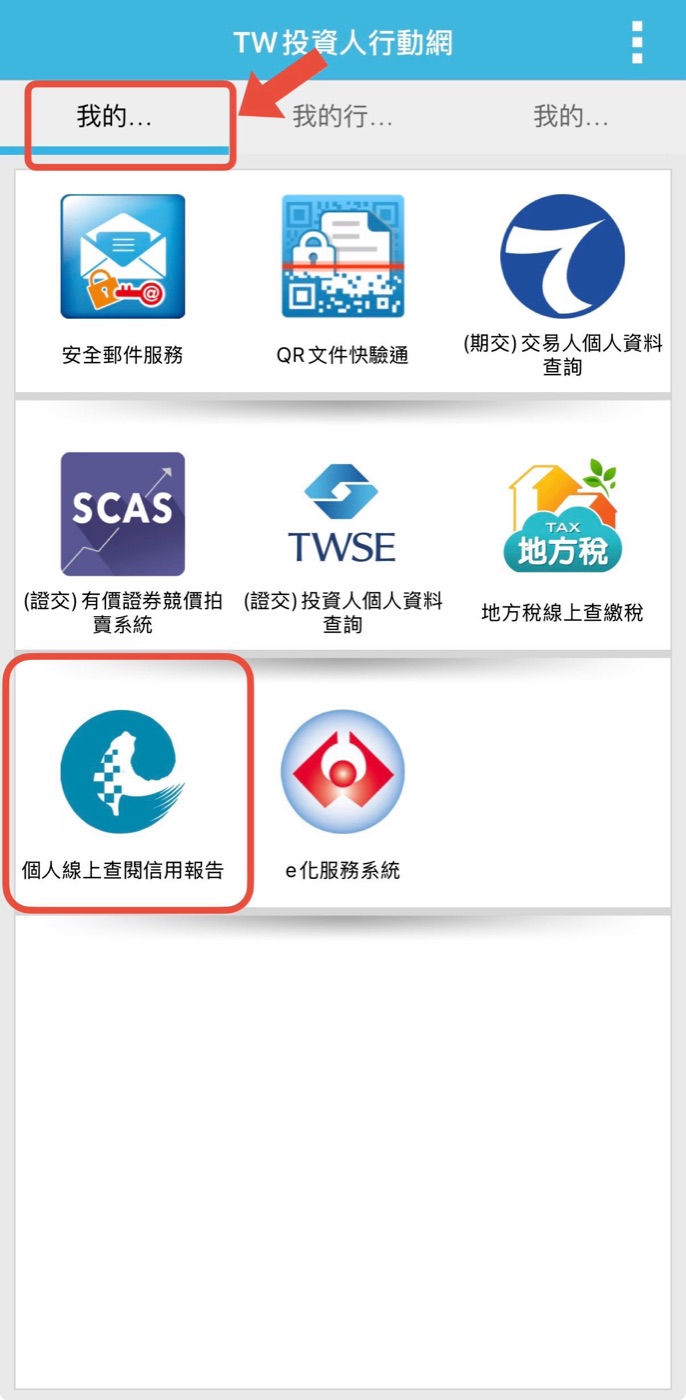 TW投資人行動網
我的...
我的行...
我的...
安全郵件服務
QR文件快驗通
(期交)交易人個人資料
查詢
SCAS
(證交)有價證券競價拍
賣系統
TWSE
(證交)投資人個人資料
查詢
TAX
地方稅
地方稅線上查繳稅
個人線上查閱信用報告
e化服務系統